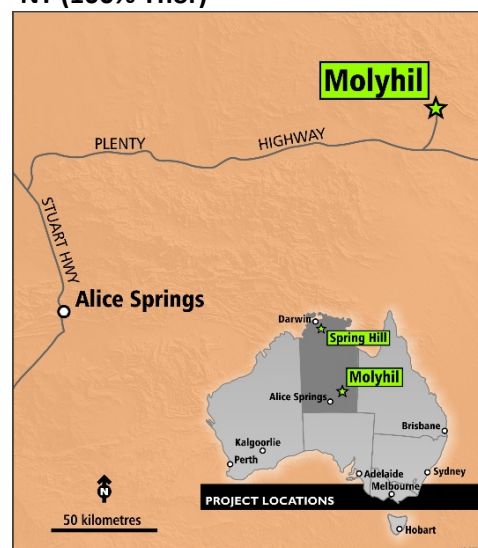 NT (100% Thor)
Molyhil
PLENTY
HIGHWAY
STUART HWY
Alice Springs
Darwin
Spring Hill
Molyhil
Alice Springs
Brisbane
Kalgoorlie
Perth
Sydney
Adelaide
Melbourne
PROJECT LOCATIONS
N
50 kilometres
Hobart